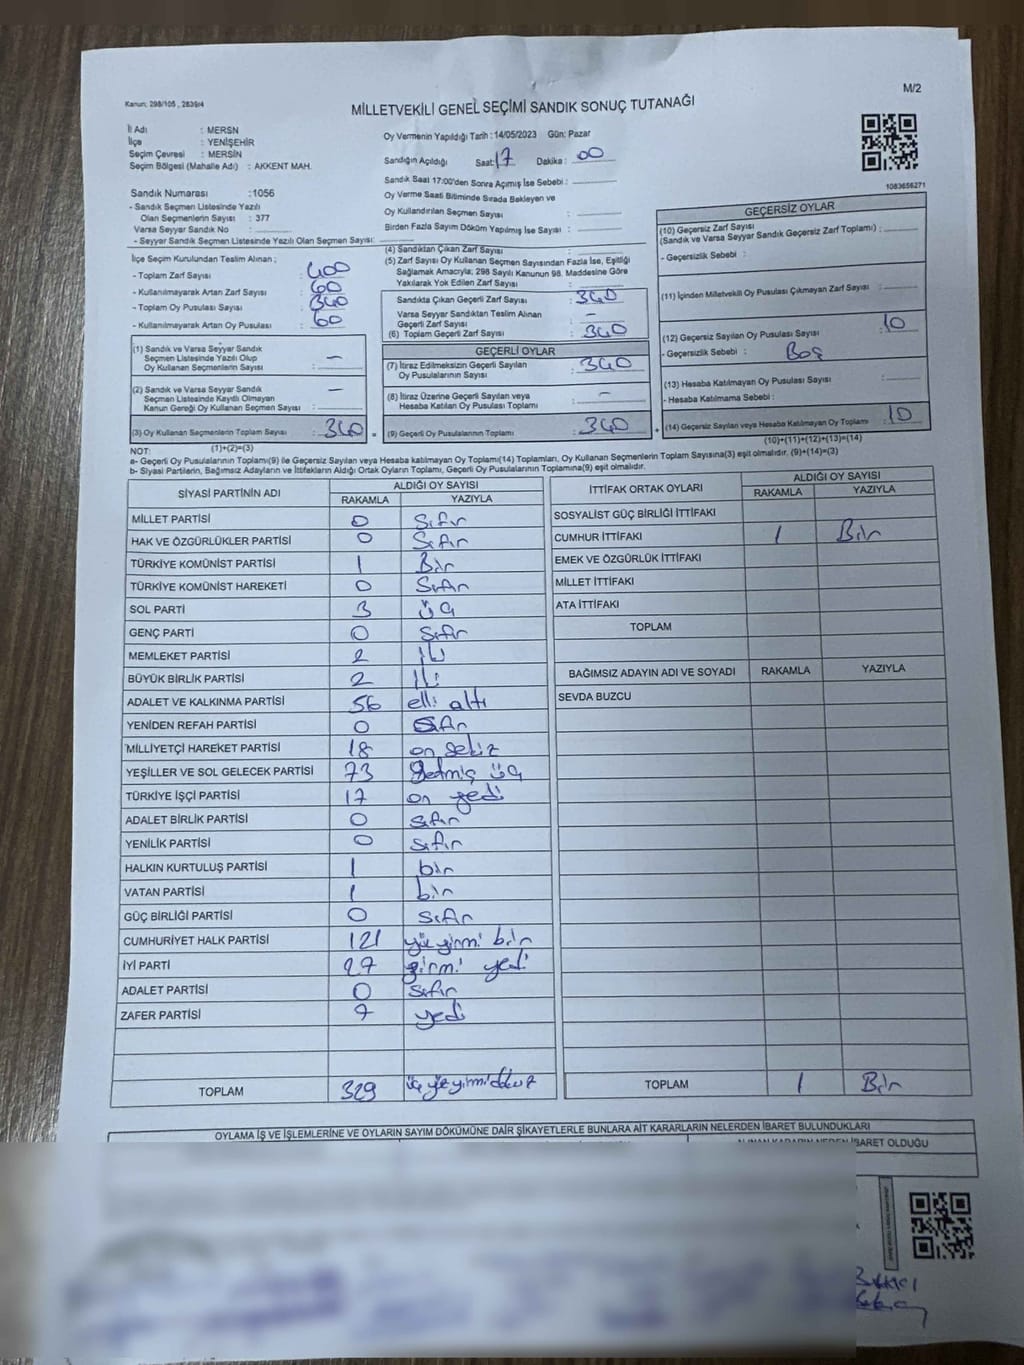 M/2
Kanun; 298/105 , 2839/4
MİLLETVEKİLİ GENEL SEÇİMİ SANDIK SONUÇ TUTANAĞI
İl Adı : MERSN
İlçe : YENİŞEHİR
Seçim Çevresi : MERSİN
Seçim Bölgesi (Mahalle Adı) : AKKENT MAH.
Sandık Numarası :1056
- Sandık Seçmen Listesinde Yazılı
Olan Seçmenlerin Sayısı : 377
Varsa Seyyar Sandık No :
- Seyyar Sandık Seçmen Listesinde Yazılı Olan Seçmen Sayısı:
İlçe Seçim Kurulundan Teslim Alınan ;
- Toplam Zarf Sayısı : 400
- Kullanılmayarak Artan Zarf Sayısı : 60
- Toplam Oy Pusulası Sayısı : 340
- Kullanılmayarak Artan Oy Pusulası : 60
(1) Sandık ve Varsa Seyyar Sandık
Seçmen Listesinde Yazılı Olup
Oy Kullanan Seçmenlerin Sayısı : –
(2) Sandık ve Varsa Seyyar Sandık
Seçmen Listesinde Kayıtlı Olmayan
Kanun Gereği Oy Kullanan Seçmen Sayısı : –
(3) Oy Kullanan Seçmenlerin Toplam Sayısı : 340 =
Oy Vermenin Yapıldığı Tarih :14/05/2023 Gün: Pazar
Sandığın Açıldığı Saat: 17 Dakika : 00
Sandık Saat 17:00'den Sonra Açımış İse Sebebi :
Oy Verme Saati Bitiminde Sırada Bekleyen ve
Oy Kullandırılan Seçmen Sayısı :
Birden Fazla Sayım Döküm Yapılmış İse Sayısı :
(4) Sandıktan Çıkan Zarf Sayısı :
(5) Zarf Sayısı Oy Kullanan Seçmen Sayısından Fazla İse, Eşitliği
Sağlamak Amacıyla; 298 Sayılı Kanunun 98. Maddesine Göre
Yakılarak Yok Edilen Zarf Sayısı :
Sandıkta Çıkan Geçerli Zarf Sayısı : 340
Varsa Seyyar Sandıktan Teslim Alınan
Geçerli Zarf Sayısı : –
(6) Toplam Geçerli Zarf Sayısı : 340
GEÇERLİ OYLAR
(7) İtiraz Edilmeksizin Geçerli Sayılan
Oy Pusulalarının Sayısı : 340
(8) İtiraz Üzerine Geçerli Sayılan veya
Hesaba Katılan Oy Pusulası Toplamı : –
(9) Geçerli Oy Pusulalarının Toplamı : 340 +
1083656271
GEÇERSİZ OYLAR
(10) Geçersiz Zarf Sayısı
(Sandık ve Varsa Seyyar Sandık Geçersiz Zarf Toplamı) :
- Geçersizlik Sebebi :
(11) İçinden Milletvekili Oy Pusulası Çıkmayan Zarf Sayısı :
(12) Geçersiz Sayılan Oy Pusulası Sayısı : 10
- Geçersizlik Sebebi : Boş
(13) Hesaba Katılmayan Oy Pusulası Sayısı :
- Hesaba Katılmama Sebebi :
(14) Geçersiz Sayılan veya Hesaba Katılmayan Oy Toplamı : 10
NOT: (1)+(2)=(3) (10)+(11)+(12)+(13)=(14)
a- Geçerli Oy Pusulalarının Toplamı(9) ile Geçersiz Sayılan veya Hesaba katılmayan Oy Toplamı(14) Toplamları, Oy Kullanan Seçmenlerin Toplam Sayısına(3) eşit olmalıdır. (9)+(14)=(3)
b- Siyasi Partilerin, Bağımsız Adayların ve İttifakların Aldığı Ortak Oyların Toplamı, Geçerli Oy Pusulalarının Toplamına(9) eşit olmalıdır.
SİYASİ PARTİNİN ADI ALDIĞI OY SAYISI
RAKAMLA YAZIYLA
MİLLET PARTİSİ 0 Sıfır
HAK VE ÖZGÜRLÜKLER PARTİSİ 0 Sıfır
TÜRKİYE KOMÜNİST PARTİSİ 1 Bir
TÜRKİYE KOMÜNİST HAREKETİ 0 Sıfır
SOL PARTİ 3 üç
GENÇ PARTİ 0 Sıfır
MEMLEKET PARTİSİ 2 iki
BÜYÜK BİRLİK PARTİSİ 2 iki
ADALET VE KALKINMA PARTİSİ 56 elli altı
YENİDEN REFAH PARTİSİ 0 Sıfır
MİLLİYETÇİ HAREKET PARTİSİ 18 on sekiz
YEŞİLLER VE SOL GELECEK PARTİSİ 73 yetmiş üç
TÜRKİYE İŞÇİ PARTİSİ 17 on yedi
ADALET BİRLİK PARTİSİ 0 sıfır
YENİLİK PARTİSİ 0 sıfır
HALKIN KURTULUŞ PARTİSİ 1 bir
VATAN PARTİSİ 1 bir
GÜÇ BİRLİĞİ PARTİSİ 0 sıfır
CUMHURİYET HALK PARTİSİ 121 yüz yirmi bir
İYİ PARTİ 27 yirmi yedi
ADALET PARTİSİ 0 sıfır
ZAFER PARTİSİ 7 yedi
TOPLAM 329 üç yüz yirmi dokuz
İTTİFAK ORTAK OYLARI ALDIĞI OY SAYISI
RAKAMLA YAZIYLA
SOSYALİST GÜÇ BİRLİĞİ İTTİFAKI
CUMHUR İTTİFAKI 1 Bir
EMEK VE ÖZGÜRLÜK İTTİFAKI
MİLLET İTTİFAKI
ATA İTTİFAKI
TOPLAM
BAĞIMSIZ ADAYIN ADI VE SOYADI RAKAMLA YAZIYLA
SEVDA BUZCU
TOPLAM 1 Bir
OYLAMA İŞ VE İŞLEMLERİNE VE OYLARIN SAYIM DÖKÜMÜNE DAİR ŞİKAYETLERLE BUNLARA AİT KARARLARIN NELERDEN İBARET BULUNDUKLARI
ALINAN KARARIN NEDEN İBARET OLDUĞU